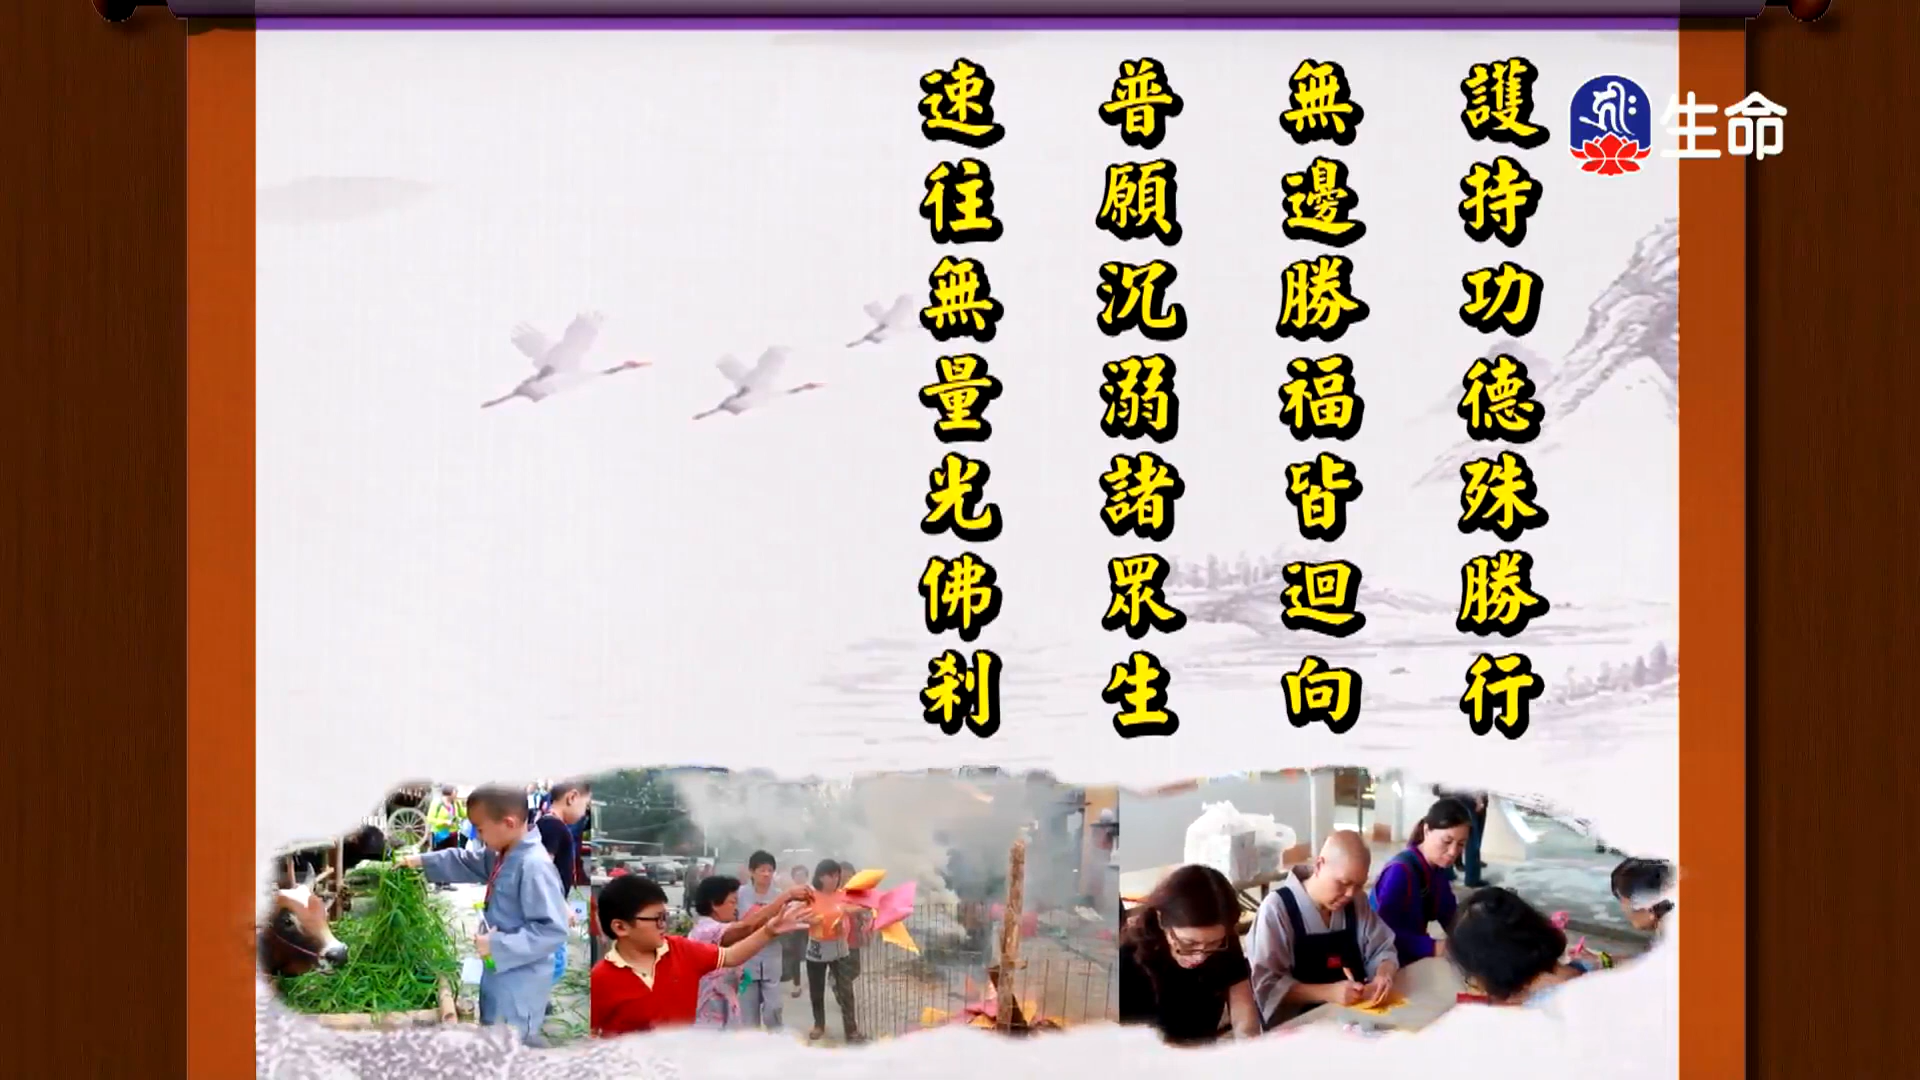 護持功德殊勝行
無邊勝福皆迴向
普願沉溺諸眾生
速往無量光佛剎
生命